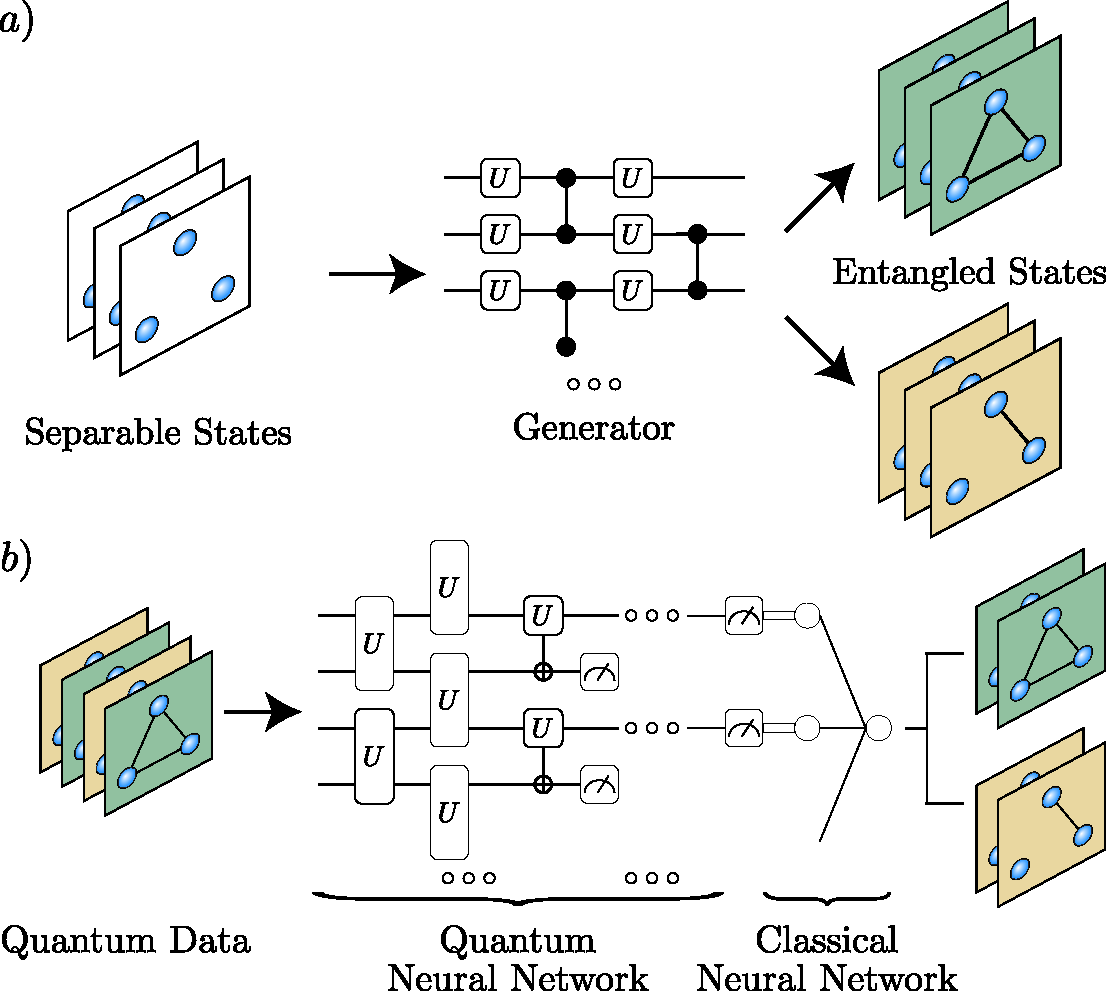 a)
U U
U U
Entangled States
U U
Separable States
Generator
b)
U
U U
U
U U
U
U
Quantum Data
Quantum
Neural Network
Classical
Neural Network